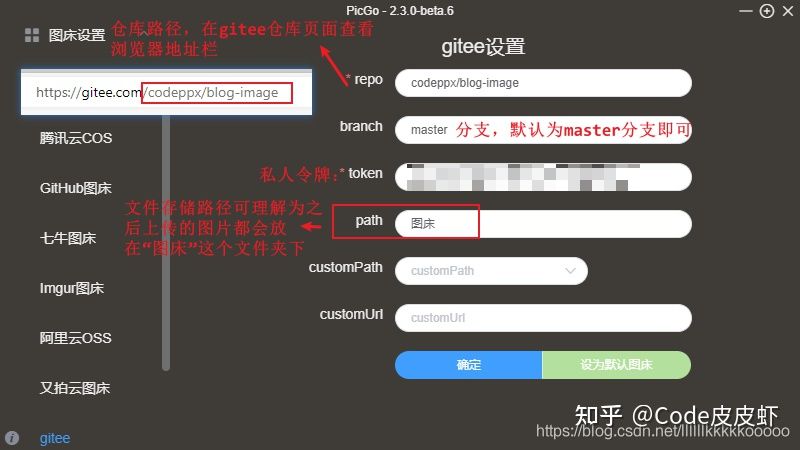 PicGo - 2.3.0-beta.6
图床设置
仓库路径，在gitee仓库页面查看
浏览器地址栏
gitee设置
https://gitee.com/codeppx/blog-image
* repo
codeppx/blog-image
branch
master
分支，默认为master分支即可
腾讯云COS
私人令牌：
* token
GitHub图床
文件存储路径可理解为之
后上传的图片都会放
在“图床”这个文件夹下
path
图床
七牛图床
customPath
customPath
Imgur图床
customUrl
customUrl
阿里云OSS
确定
设为默认图床
又拍云图床
知乎 @Code皮皮虾
gitee